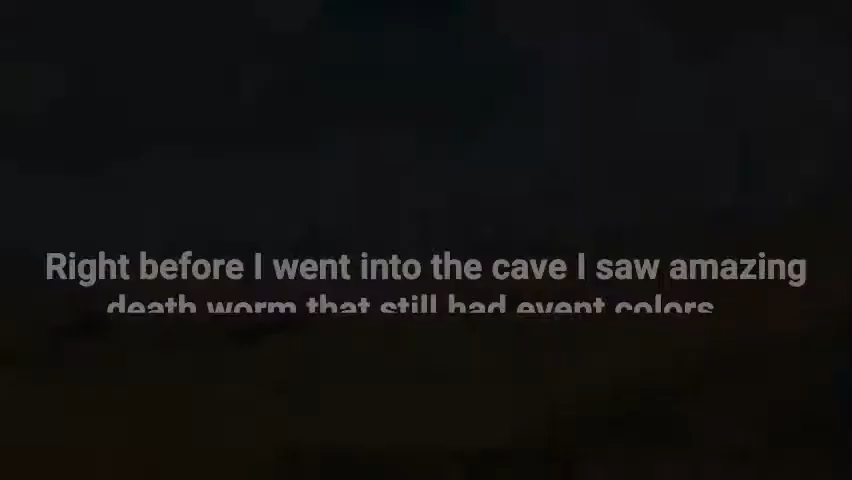 Right before I went into the cave I saw amazing
death worm that still had event colors